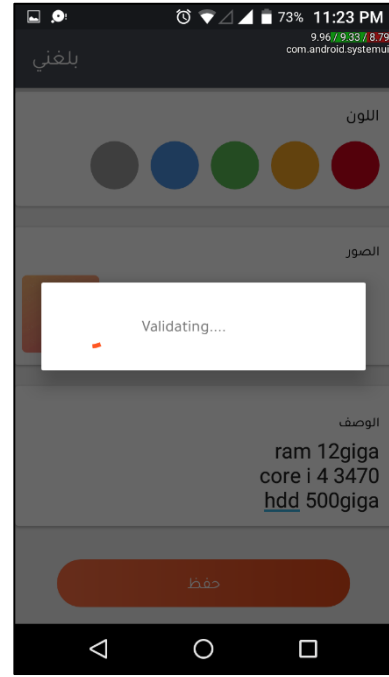 73% 11:23 PM
9.96 / 9.33 / 8.79
com.android.systemui
بلغني
اللون
الصور
Validating....
الوصف
ram 12giga
core i 4 3470
hdd 500giga
حفظ